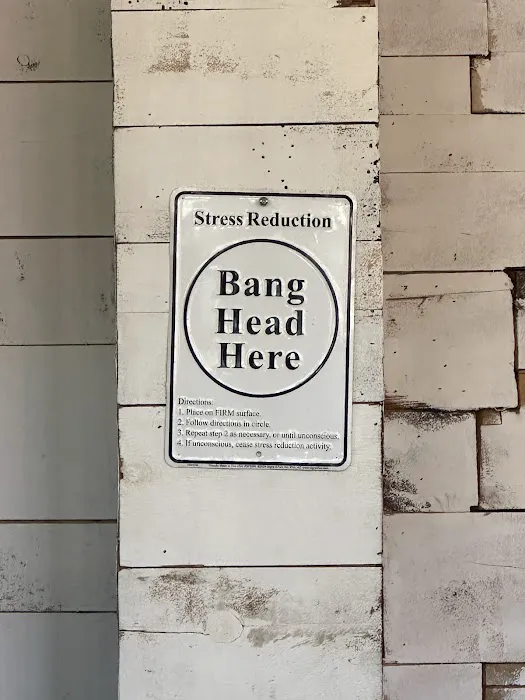 Stress Reduction
Bang
Head
Here
Directions:
1. Place on FIRM surface.
2. Follow directions in circle.
3. Repeat step 2 as necessary, or until unconscious.
4. If unconscious, cease stress reduction activity.